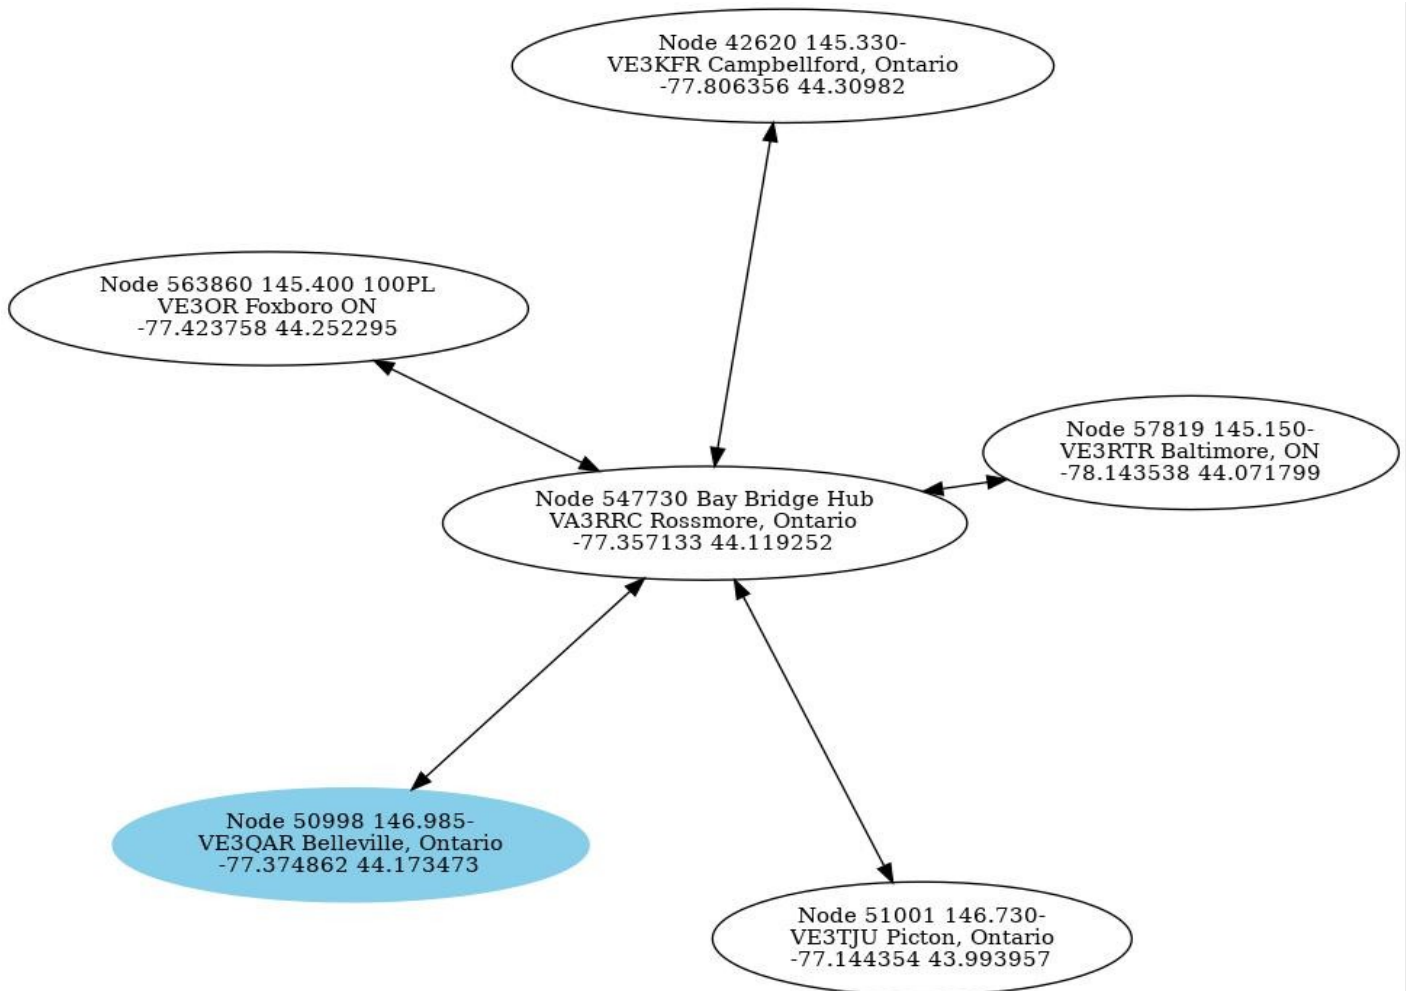 Node 42620 145.330-
VE3KFR Campbellford, Ontario
-77.806356 44.30982
Node 563860 145.400 100PL
VE3OR Foxboro ON
-77.423758 44.252295
Node 57819 145.150-
VE3RTR Baltimore, ON
-78.143538 44.071799
Node 547730 Bay Bridge Hub
VA3RRC Rossmore, Ontario
-77.357133 44.119252
Node 50998 146.985-
VE3QAR Belleville, Ontario
-77.374862 44.173473
Node 51001 146.730-
VE3TJU Picton, Ontario
-77.144354 43.993957